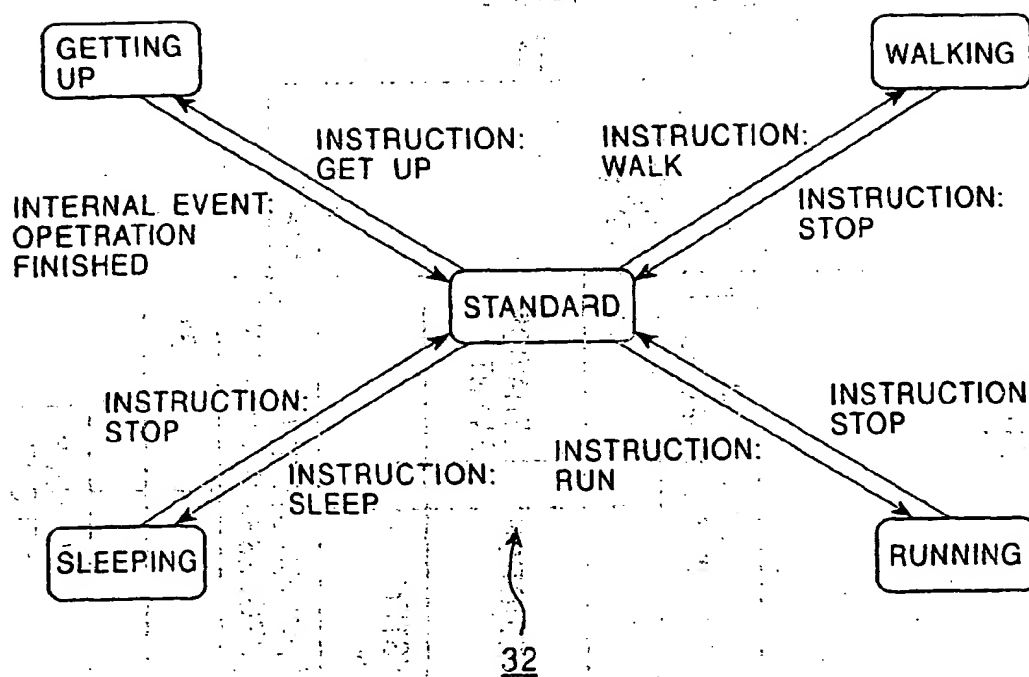 GETTING
UP
WALKING
INSTRUCTION:
GET UP
INSTRUCTION:
WALK
INTERNAL EVENT:
OPETRATION
FINISHED
INSTRUCTION:
STOP
STANDARD
INSTRUCTION:
STOP
INSTRUCTION:
SLEEP
INSTRUCTION:
RUN
INSTRUCTION
STOP
SLEEPING
RUNNING
32